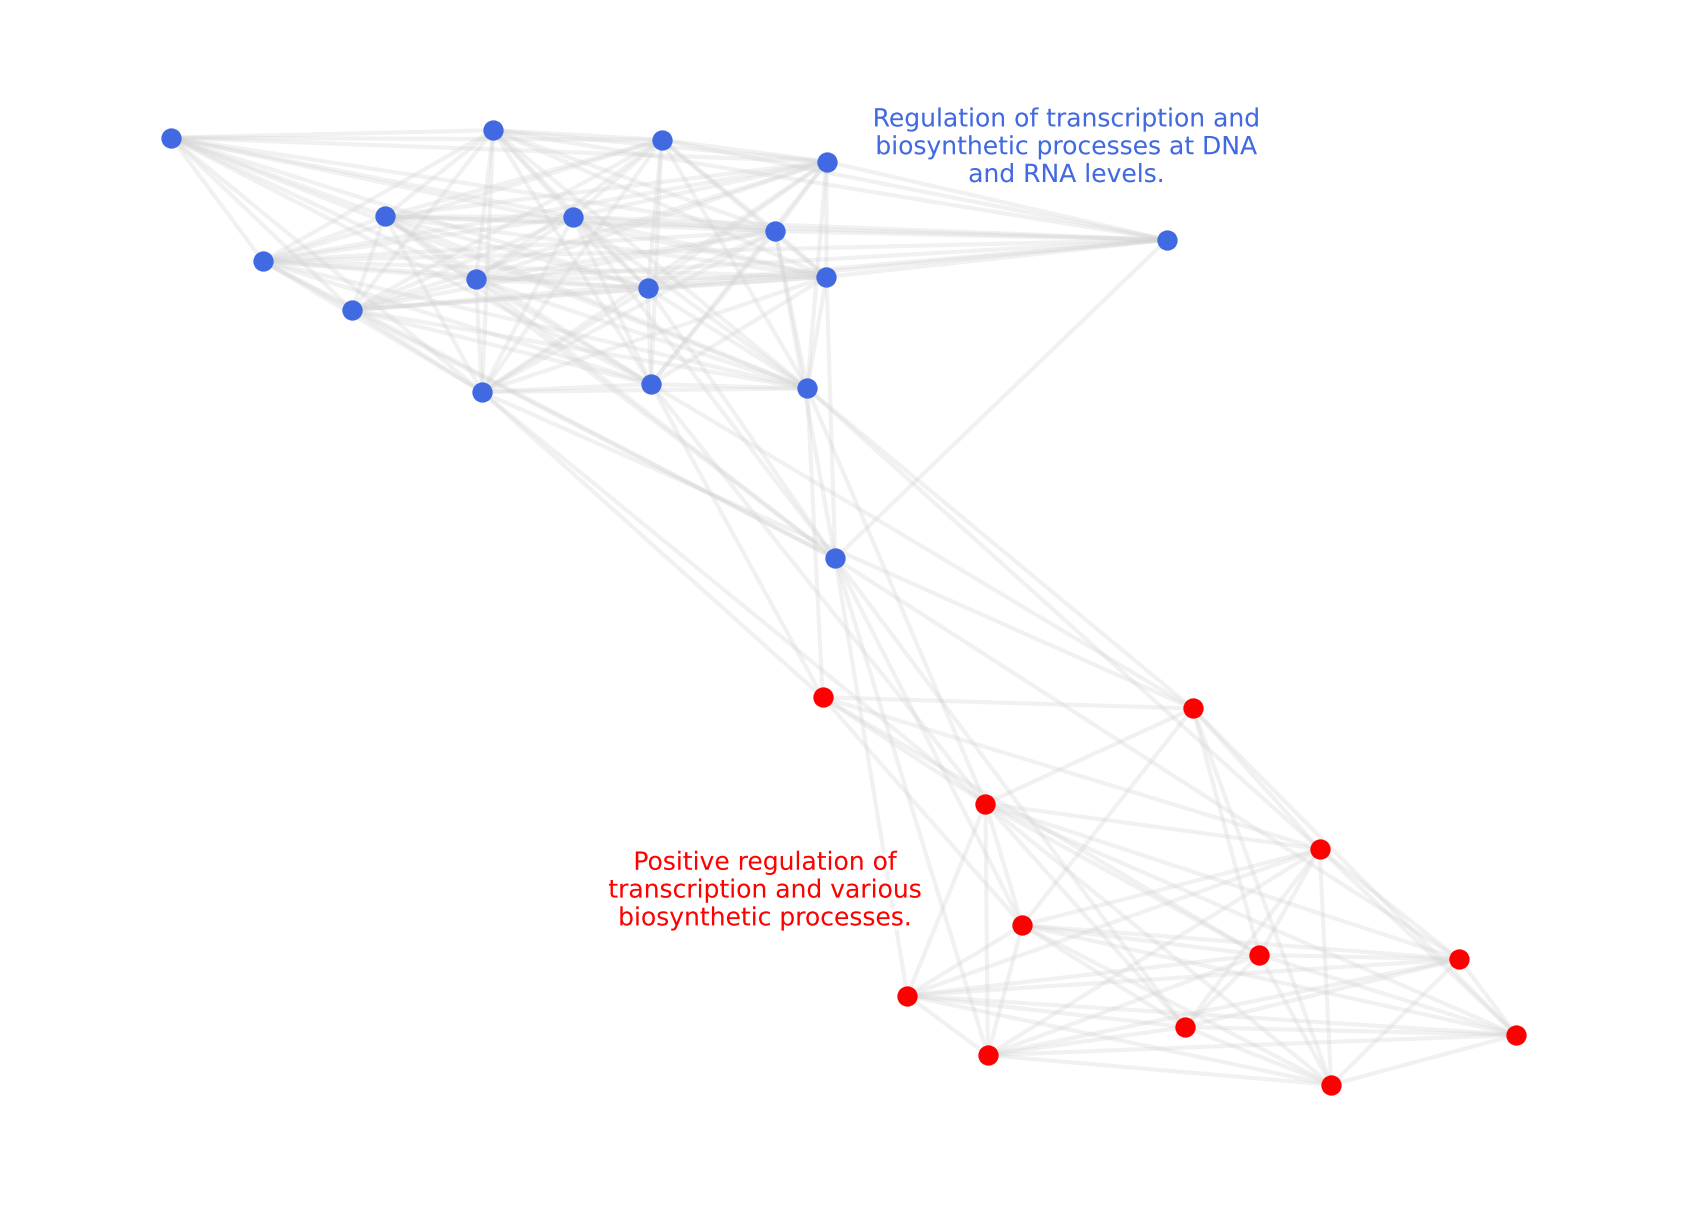 Regulation of transcription and
biosynthetic processes at DNA
and RNA levels.
Positive regulation of
transcription and various
biosynthetic processes.